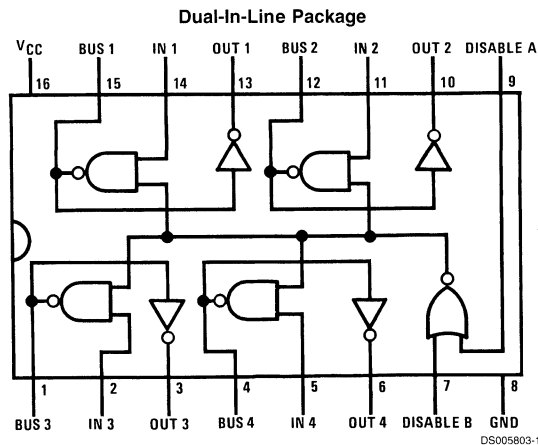 Dual-In-Line Package
VCC BUS 1 IN 1 OUT 1 BUS 2 IN 2 OUT 2 DISABLE A
16 15 14 13 12 11 10 9
1 2 3 4 5 6 7 8
BUS 3 IN 3 OUT 3 BUS 4 IN 4 OUT 4 DISABLE B GND
DS005803-1